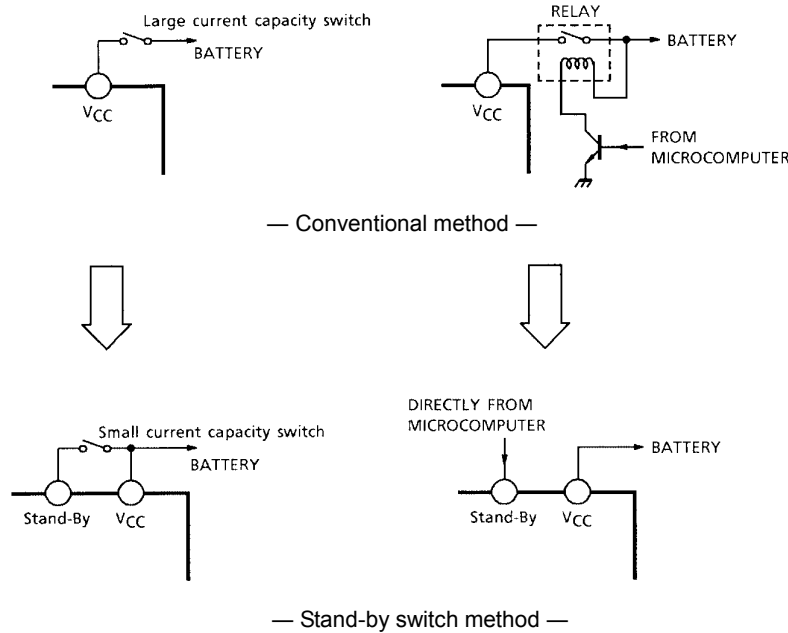 Large current capacity switch
BATTERY
VCC
RELAY
BATTERY
VCC
FROM
MICROCOMPUTER
— Conventional method —
Small current capacity switch
BATTERY
Stand-By
VCC
DIRECTLY FROM
MICROCOMPUTER
BATTERY
Stand-By
VCC
— Stand-by switch method —